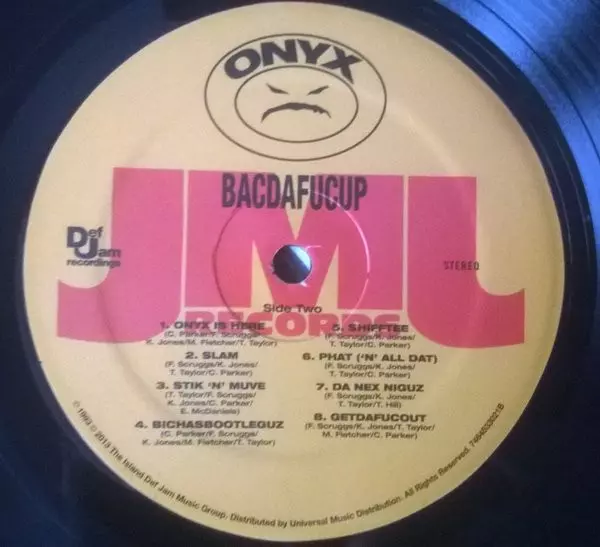 ONYX
BACDAFUCUP
JMJ
RECORDS
Def
Jam
recordings
STEREO
Side Two
1. ONYX IS HERE
(C. Parker/F. Scruggs/
K. Jones/M. Fletcher/T. Taylor)
2. SLAM
(F. Scruggs/K. Jones/
T. Taylor/C. Parker)
3. STIK 'N' MUVE
(T. Taylor/F. Scruggs/
K. Jones/C. Parker/
E. McDaniels)
4. BICHASBOOTLEGUZ
(C. Parker/F. Scruggs/
K. Jones/M. Fletcher/T. Taylor)
5. SHIFFTEE
(F. Scruggs/K. Jones/
T. Taylor/C. Parker)
6. PHAT ('N' ALL DAT)
(F. Scruggs/K. Jones/
T. Taylor/C. Parker)
7. DA NEX NIGUZ
(F. Scruggs/K. Jones/
T. Taylor/T. Hill)
8. GETDAFUCOUT
(F. Scruggs/K. Jones/T. Taylor/
M. Fletcher/C. Parker)
℗ 1993 © 2013 The Island Def Jam Music Group. Distributed by Universal Music Distribution. All Rights Reserved.